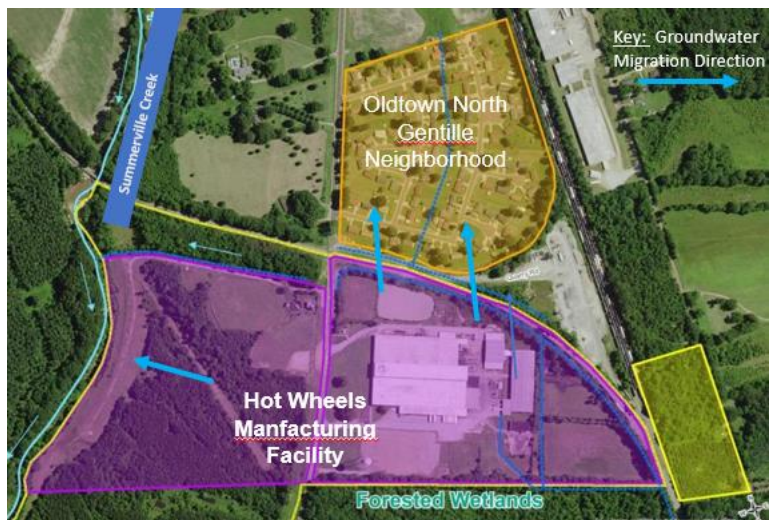 Key: Groundwater
Migration Direction
Oldtown North
Gentille
Neighborhood
Summerville Creek
Hot Wheels
Manfacturing
Facility
Forested Wetlands